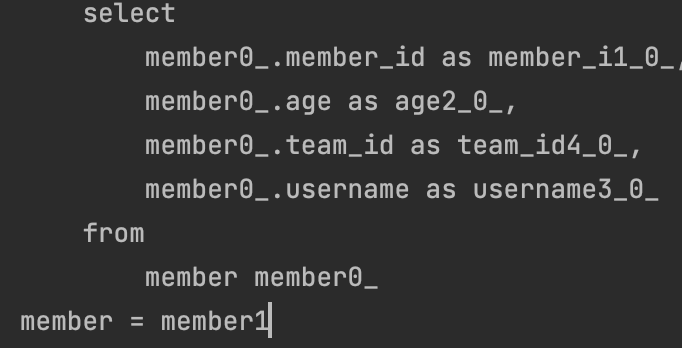 select
member0_.member_id as member_i1_0_,
member0_.age as age2_0_,
member0_.team_id as team_id4_0_,
member0_.username as username3_0_
from
member member0_
member = member1